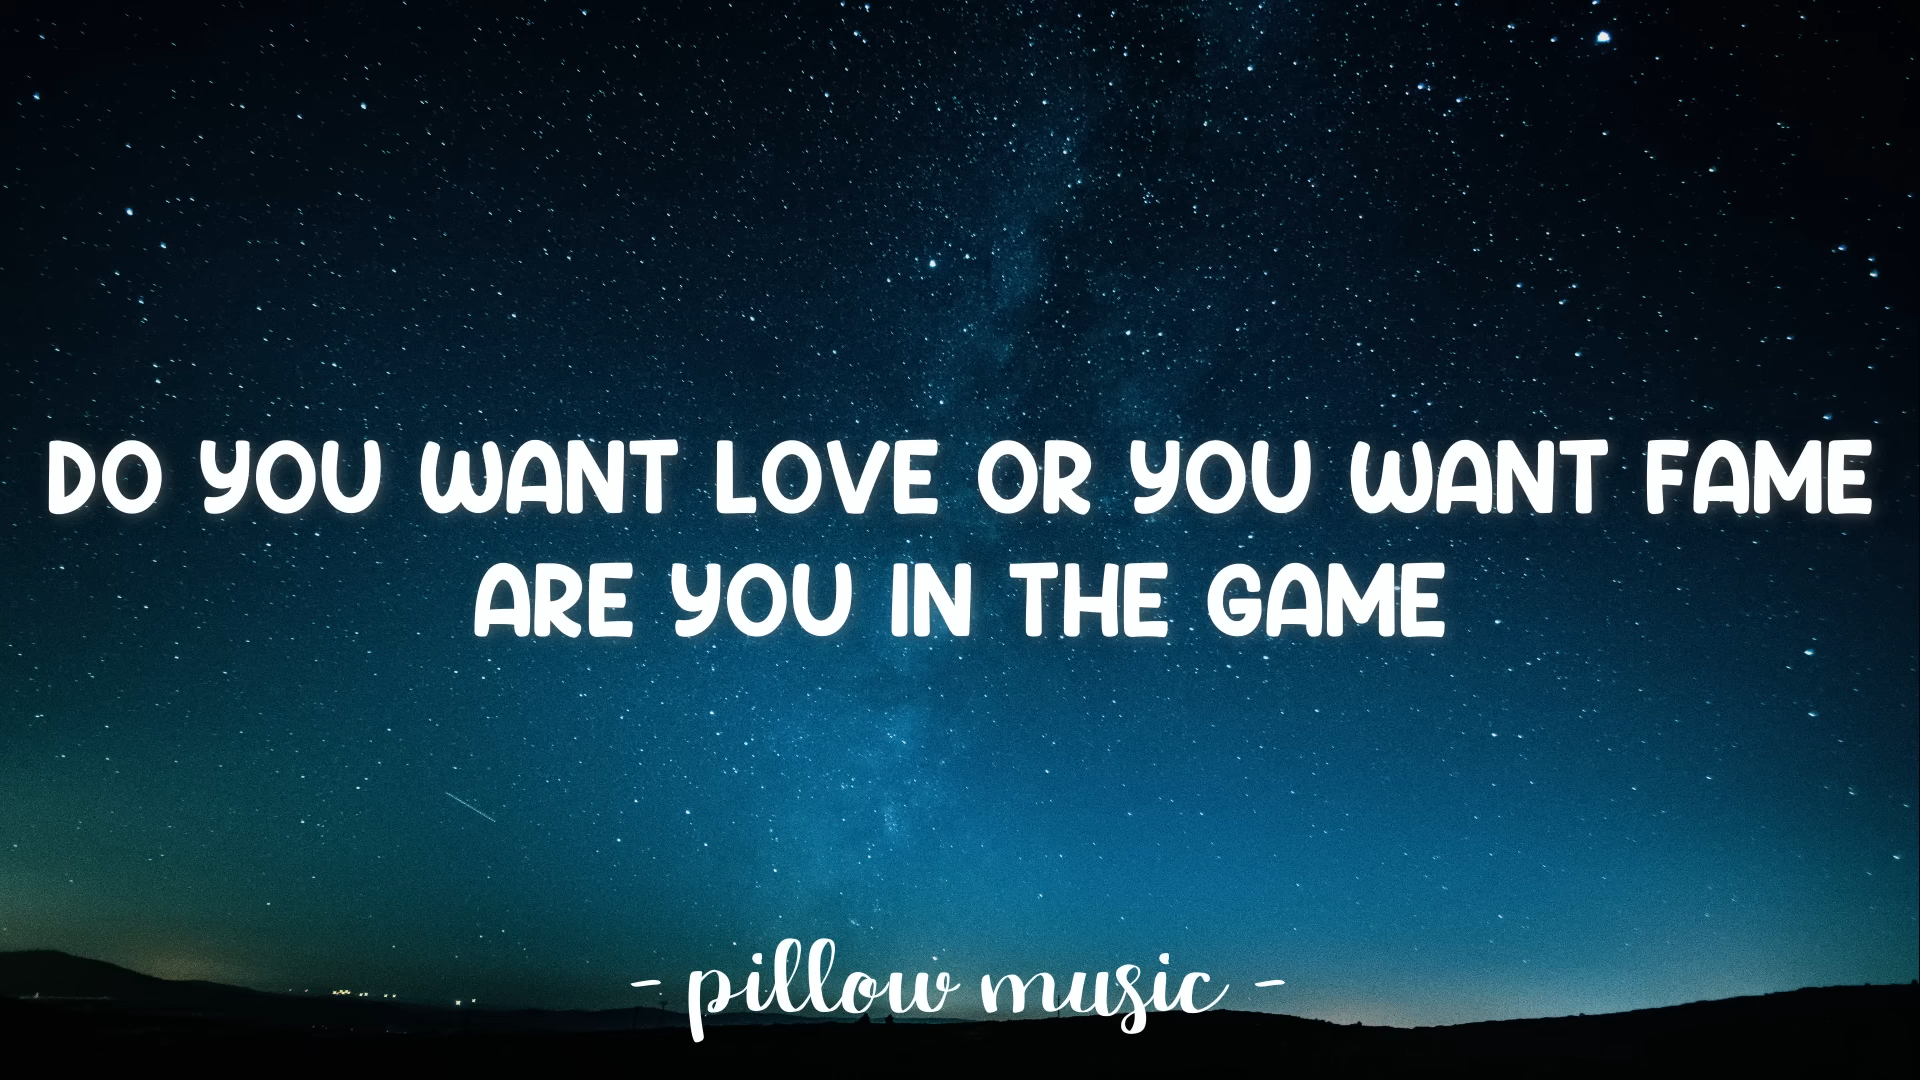 DO YOU WANT LOVE OR YOU WANT FAME
ARE YOU IN THE GAME
- pillow music -